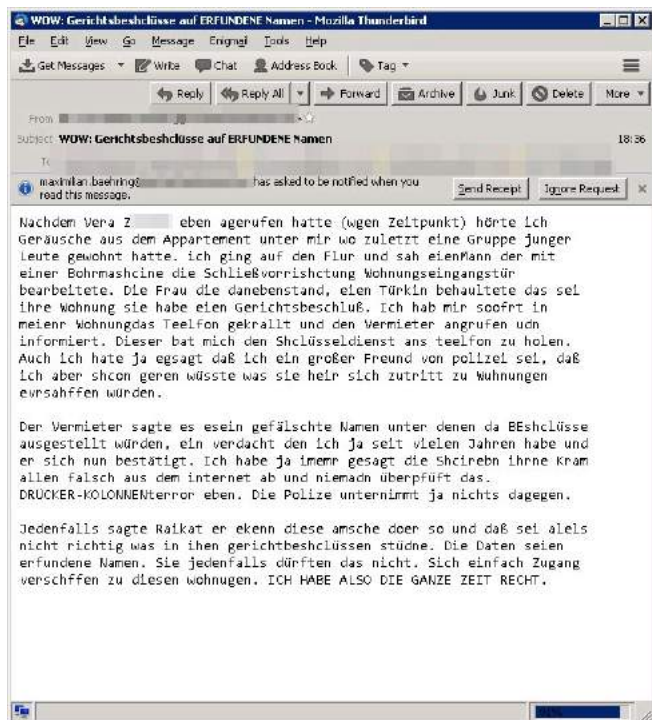 WOW: Gerichtsbeshclüsse auf ERFUNDENE Namen - Mozilla Thunderbird
File Edit View Go Message Enigmail Tools Help
Get Messages Write Chat Address Book Tag
Reply Reply All Forward Archive Junk Delete More
From
Subject WOW: Gerichtsbeshclüsse auf ERFUNDENE Namen 18:36
To
maximilian.baehring@ has asked to be notified when you read this message. Send Receipt Ignore Request
Nachdem Vera Z eben agerufen hatte (wgen Zeitpunkt) hörte ich
Geräusche aus dem Appartement unter mir wo zuletzt eine Gruppe junger
Leute gewohnt hatte. ich ging auf den Flur und sah eienMann der mit
einer Bohrmashcine die Schließvorrishctung Wohnungseingangstür
bearbeitete. Die Frau die danebenstand, eien Türkin behaultete das sei
ihre Wohnung sie habe eien Gerichtsbeschluß. Ich hab mir soofrt in
meienr Wohnungdas Teelfon gekrallt und den Vermieter angrufen udn
informiert. Dieser bat mich den Shclüsseldienst ans teelfon zu holen.
Auch ich hate ja egsagt daß ich ein großer Freund von polizei sei, daß
ich aber shcon geren wüsste was sie heir sich zutritt zu Wuhnungen
evrsahffen würden.
Der Vermieter sagte es esein gefälschte Namen unter denen da BEshclüsse
ausgestellt würden, ein verdacht den ich ja seit vielen Jahren habe und
er sich nun bestätigt. Ich habe ja imemr gesagt die Shcirebn ihrne Kram
allen falsch aus dem internet ab und niemadn überpfüft das.
DRÜCKER-KOLONNENterror eben. Die Polize unternimmt ja nichts dagegen.
Jedenfalls sagte Raikat er ekenn diese amsche doer so und daß sei alels
nicht richtig was in ihen gerichtbeshclüssen stüdne. Die Daten seien
erfundene Namen. Sie jedenfalls dürften das nicht. Sich einfach Zugang
verschffen zu diesen wohnugen. ICH HABE ALSO DIE GANZE ZEIT RECHT.